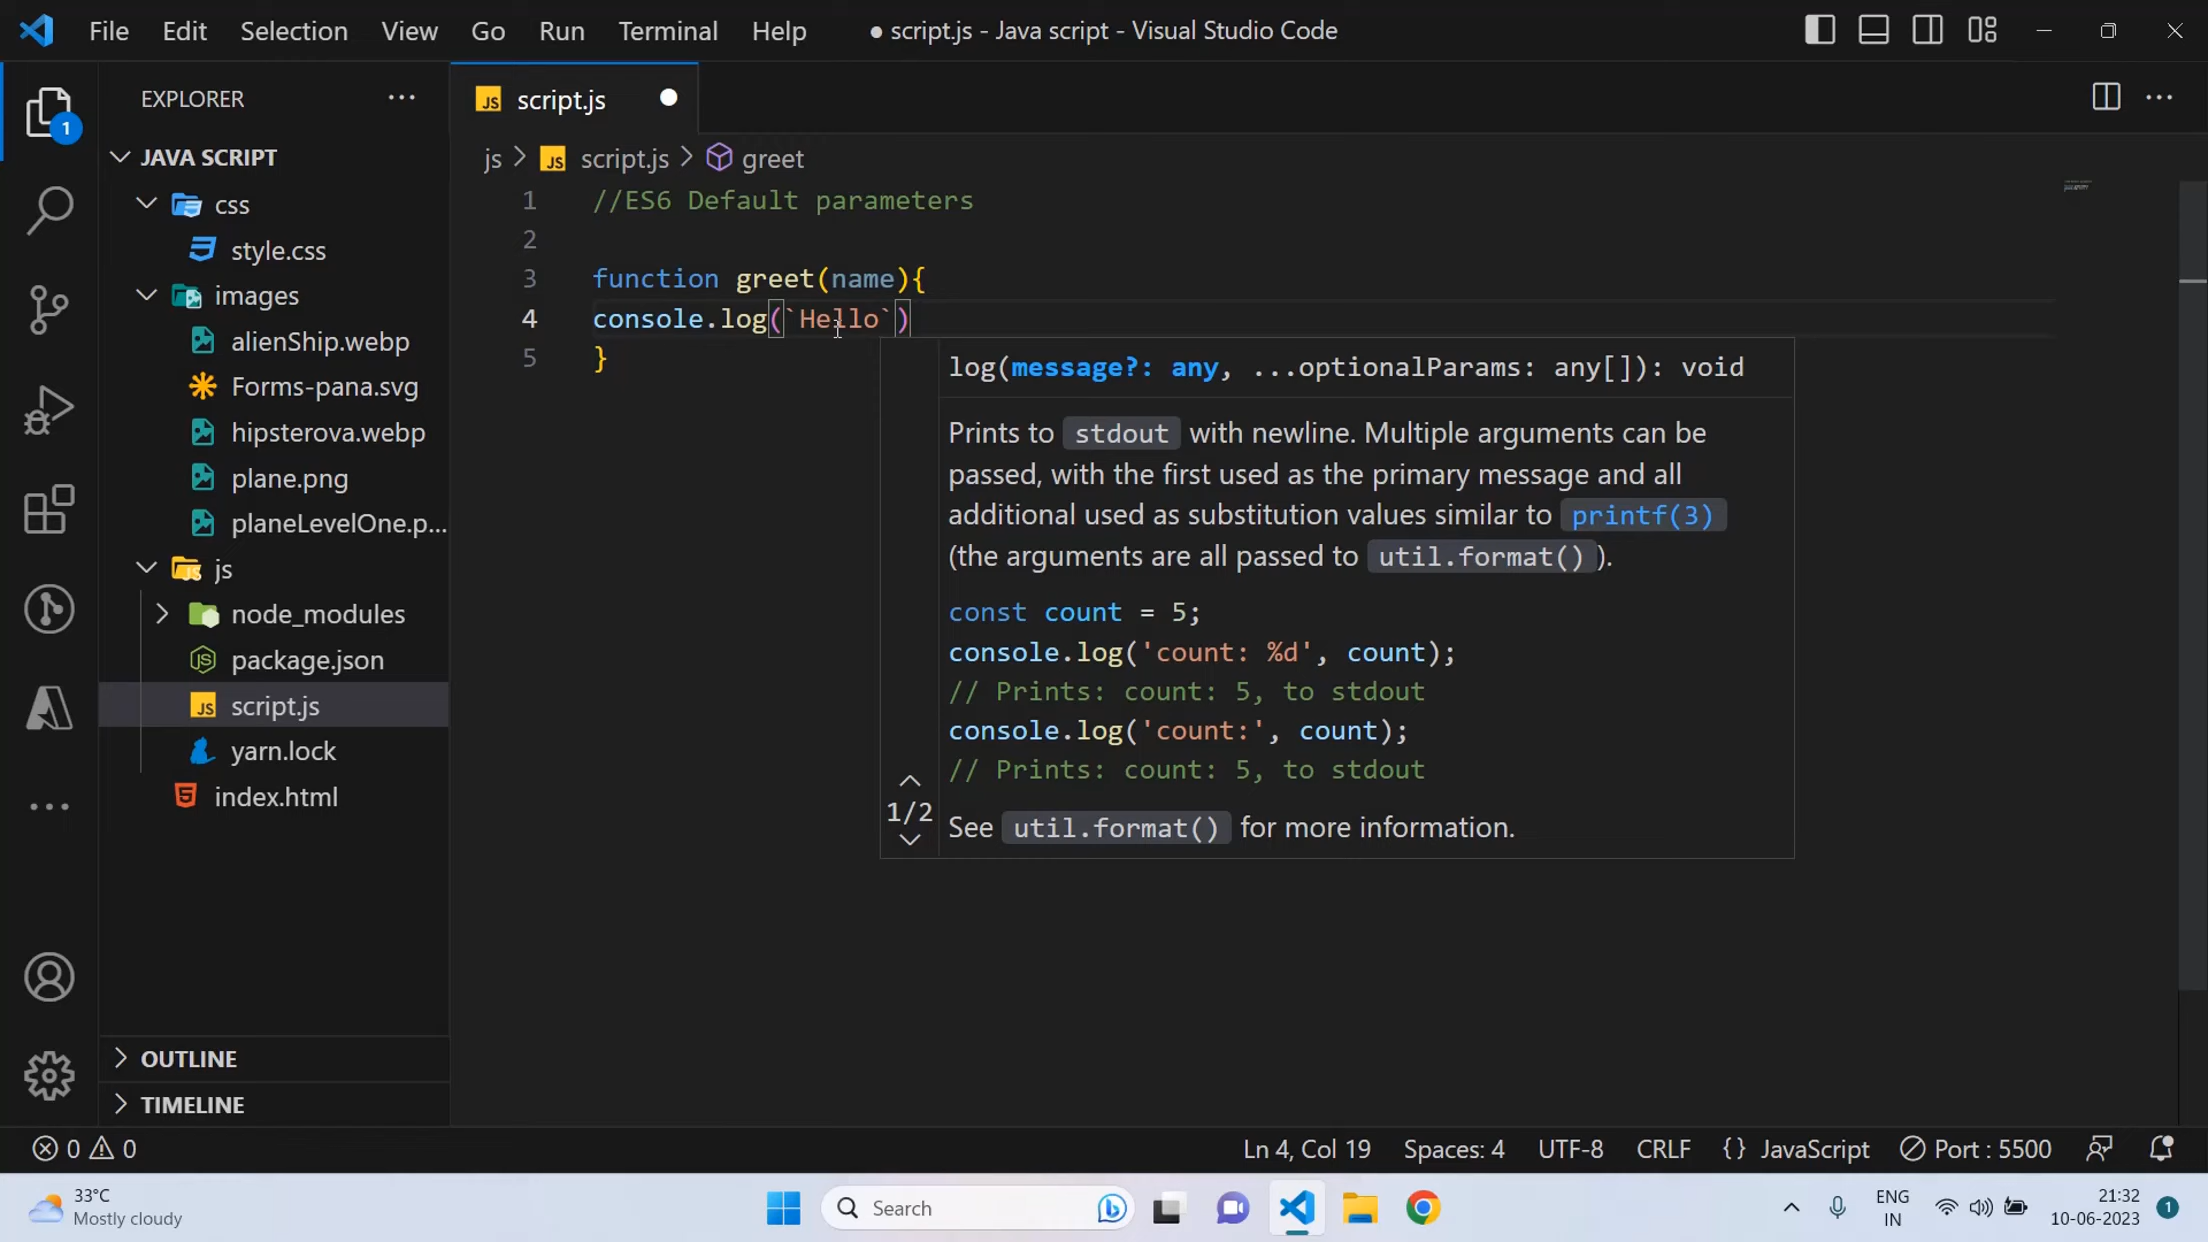 File Edit Selection View Go Run Terminal Help ● script.js - Java script - Visual Studio Code
1
EXPLORER ...
JAVA SCRIPT
css
style.css
images
alienShip.webp
Forms-pana.svg
hipsterova.webp
plane.png
planeLevelOne.p...
js
node_modules
package.json
JS script.js
yarn.lock
index.html
OUTLINE
TIMELINE
JS script.js ●
js > JS script.js > greet
1 //ES6 Default parameters
2
3 function greet(name){
4 console.log(`Hello`)
5 }
log(message?: any, ...optionalParams: any[]): void
Prints to stdout with newline. Multiple arguments can be
passed, with the first used as the primary message and all
additional used as substitution values similar to printf(3)
(the arguments are all passed to util.format()).
const count = 5;
console.log('count: %d', count);
// Prints: count: 5, to stdout
console.log('count:', count);
// Prints: count: 5, to stdout
1/2
See util.format() for more information.
0 0 Ln 4, Col 19 Spaces: 4 UTF-8 CRLF {} JavaScript Port : 5500
33°C
Mostly cloudy
Search
ENG
IN
21:32
10-06-2023
1